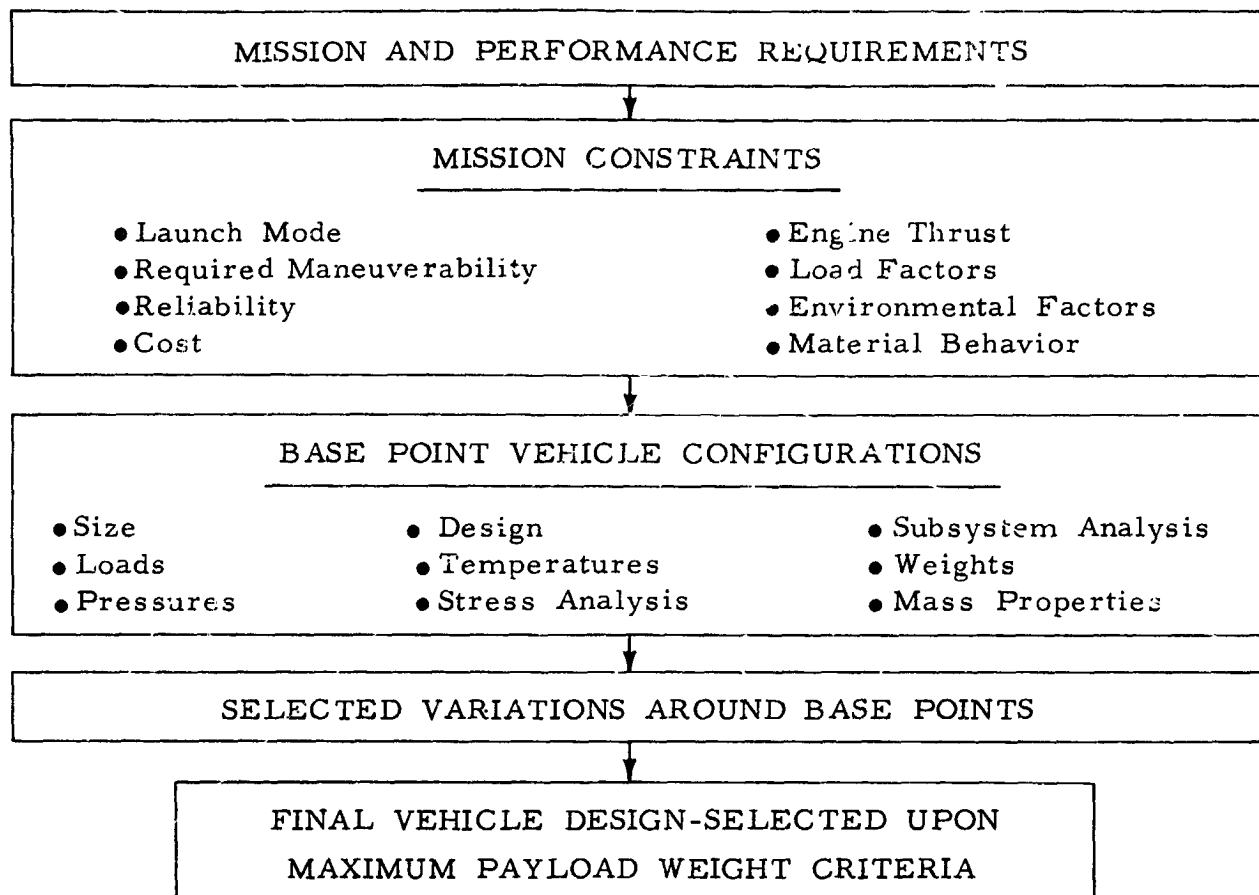 MISSION AND PERFORMANCE REQUIREMENTS
MISSION CONSTRAINTS
• Launch Mode
• Required Maneuverability
• Reliability
• Cost
• Engine Thrust
• Load Factors
• Environmental Factors
• Material Behavior
BASE POINT VEHICLE CONFIGURATIONS
• Size
• Loads
• Pressures
• Design
• Temperatures
• Stress Analysis
• Subsystem Analysis
• Weights
• Mass Properties
SELECTED VARIATIONS AROUND BASE POINTS
FINAL VEHICLE DESIGN-SELECTED UPON
MAXIMUM PAYLOAD WEIGHT CRITERIA